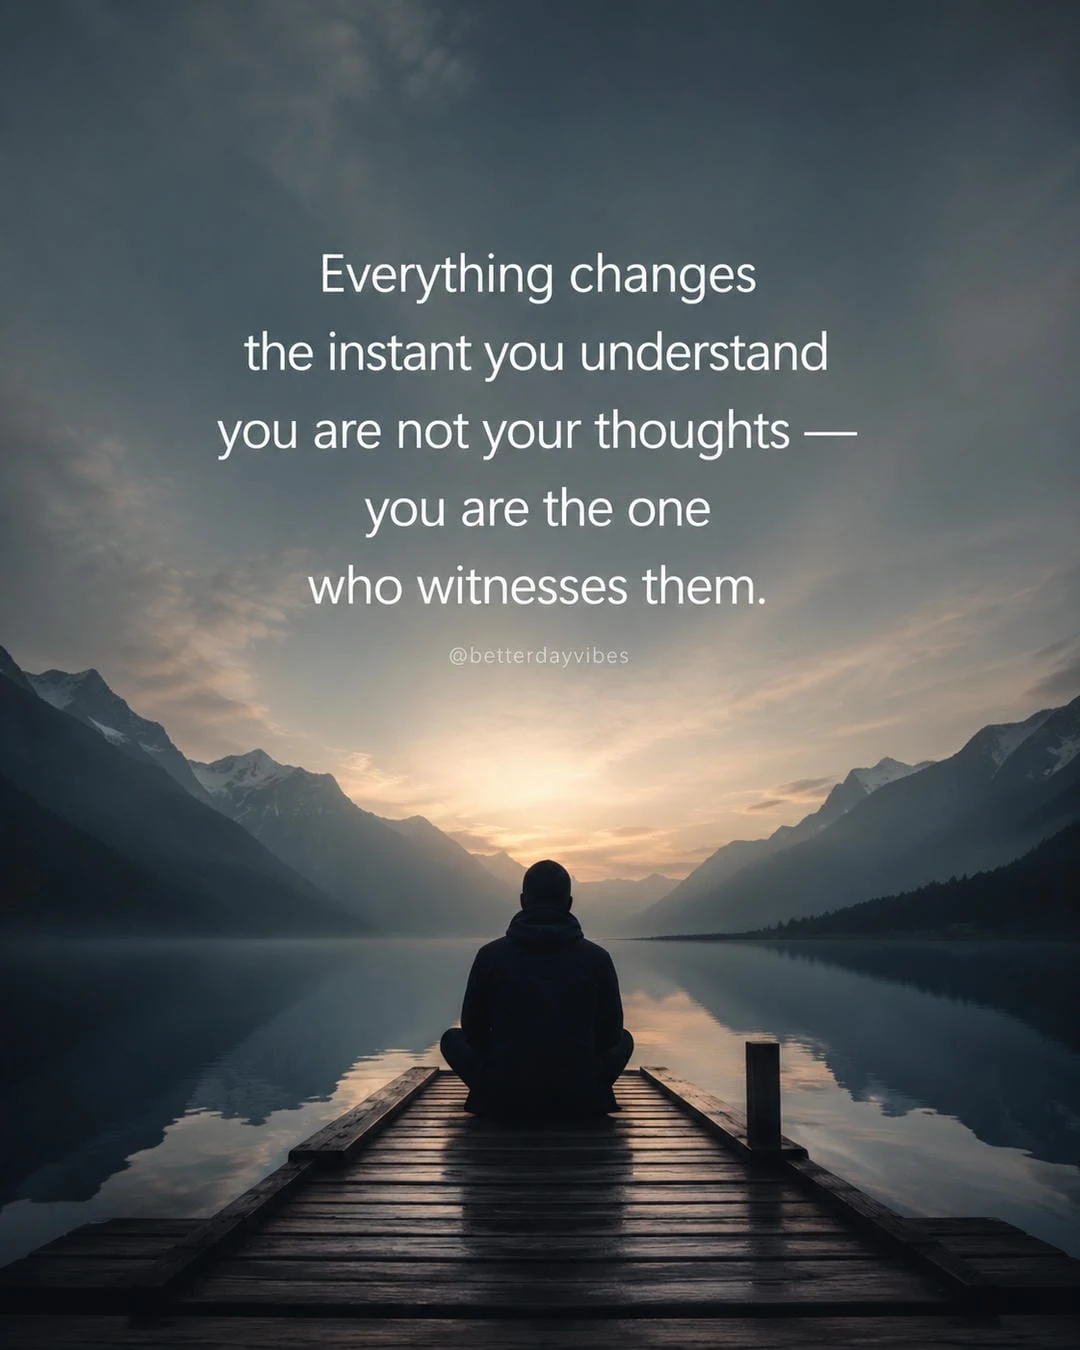 Everything changes
the instant you understand
you are not your thoughts —
you are the one
who witnesses them.
@betterdayvibes